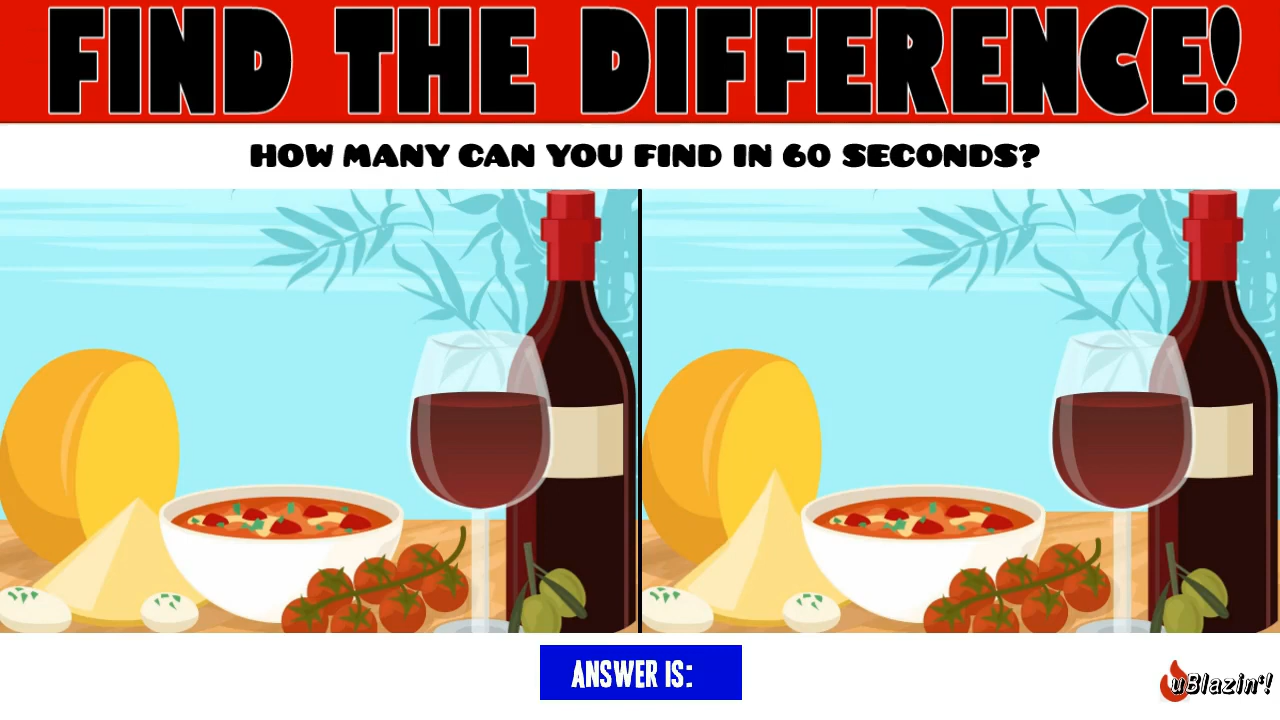 FIND THE DIFFERENCE!
HOW MANY CAN YOU FIND IN 60 SECONDS?
ANSWER IS:
uBlazin'!